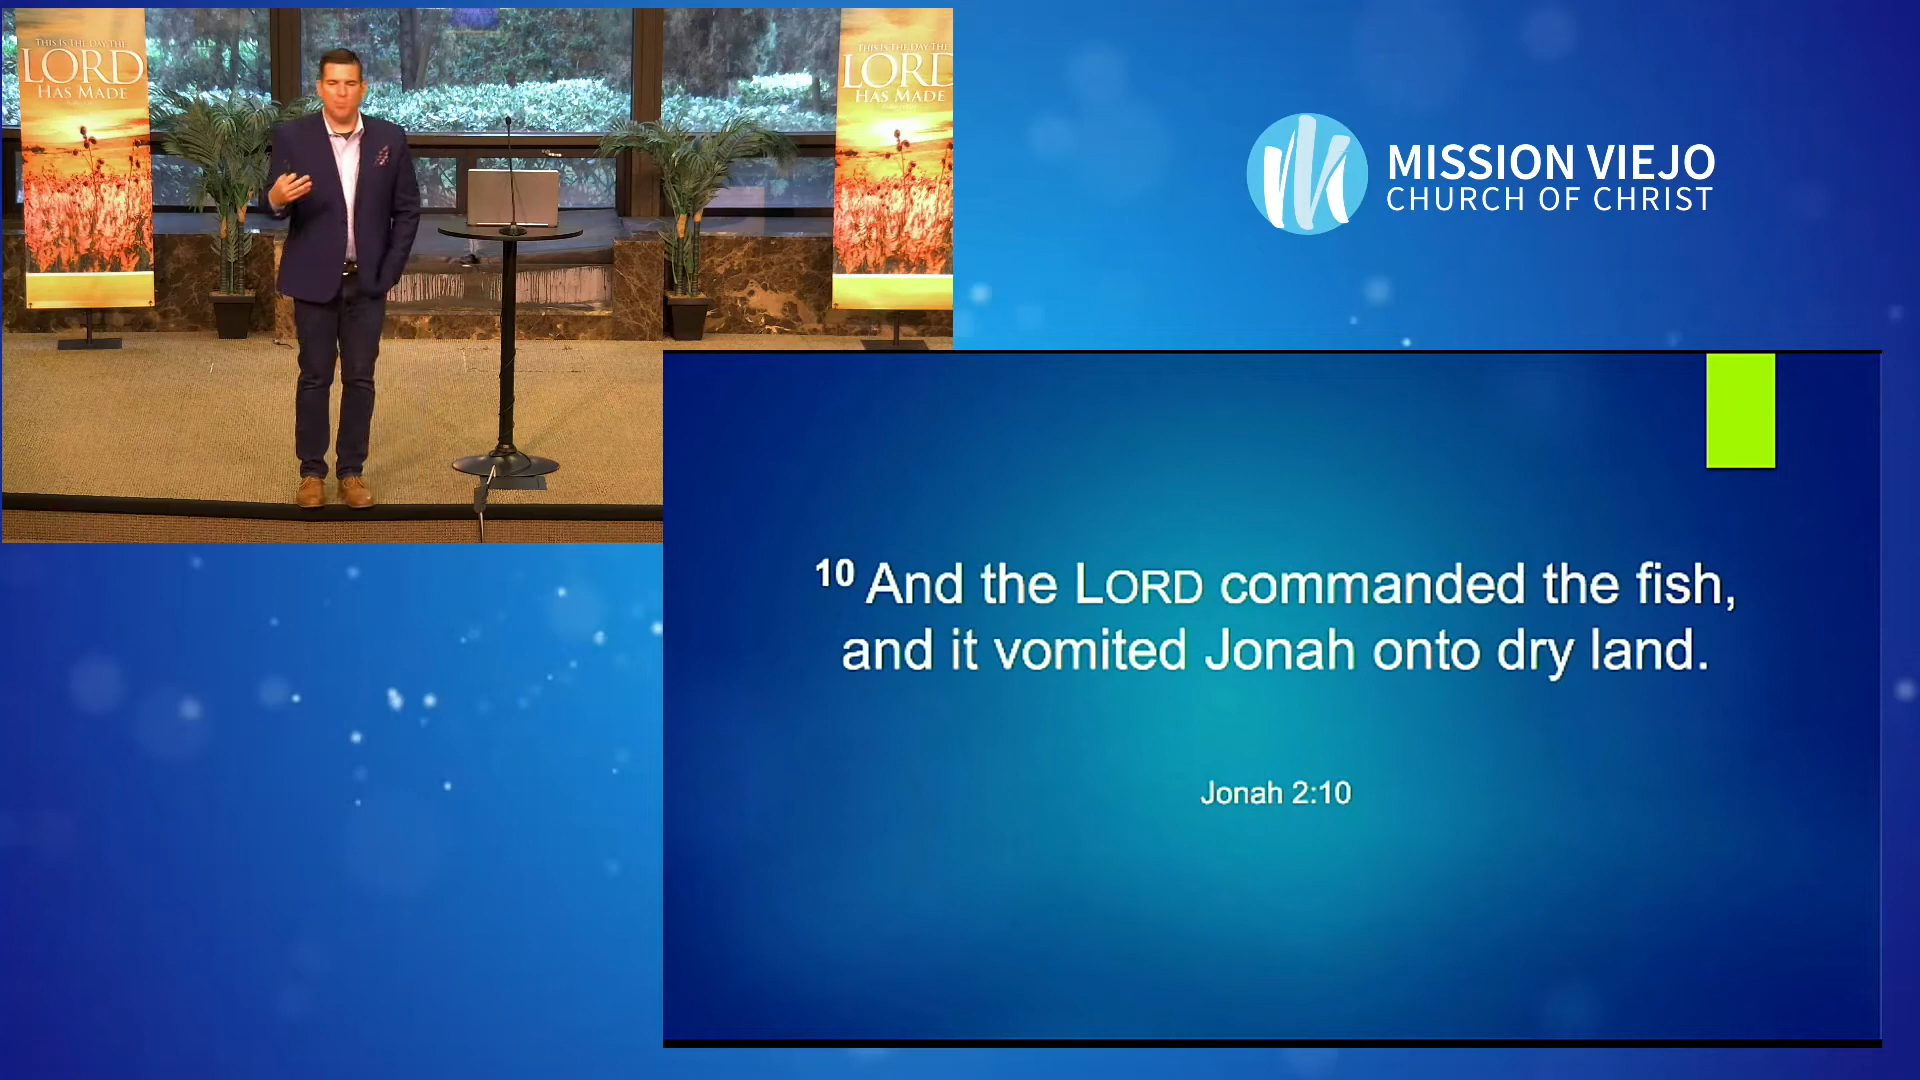 THIS IS THE DAY THE
LORD
HAS MADE
THIS IS THE DAY THE
LORD
HAS MADE
MISSION VIEJO
CHURCH OF CHRIST
10 And the LORD commanded the fish,
and it vomited Jonah onto dry land.
Jonah 2:10